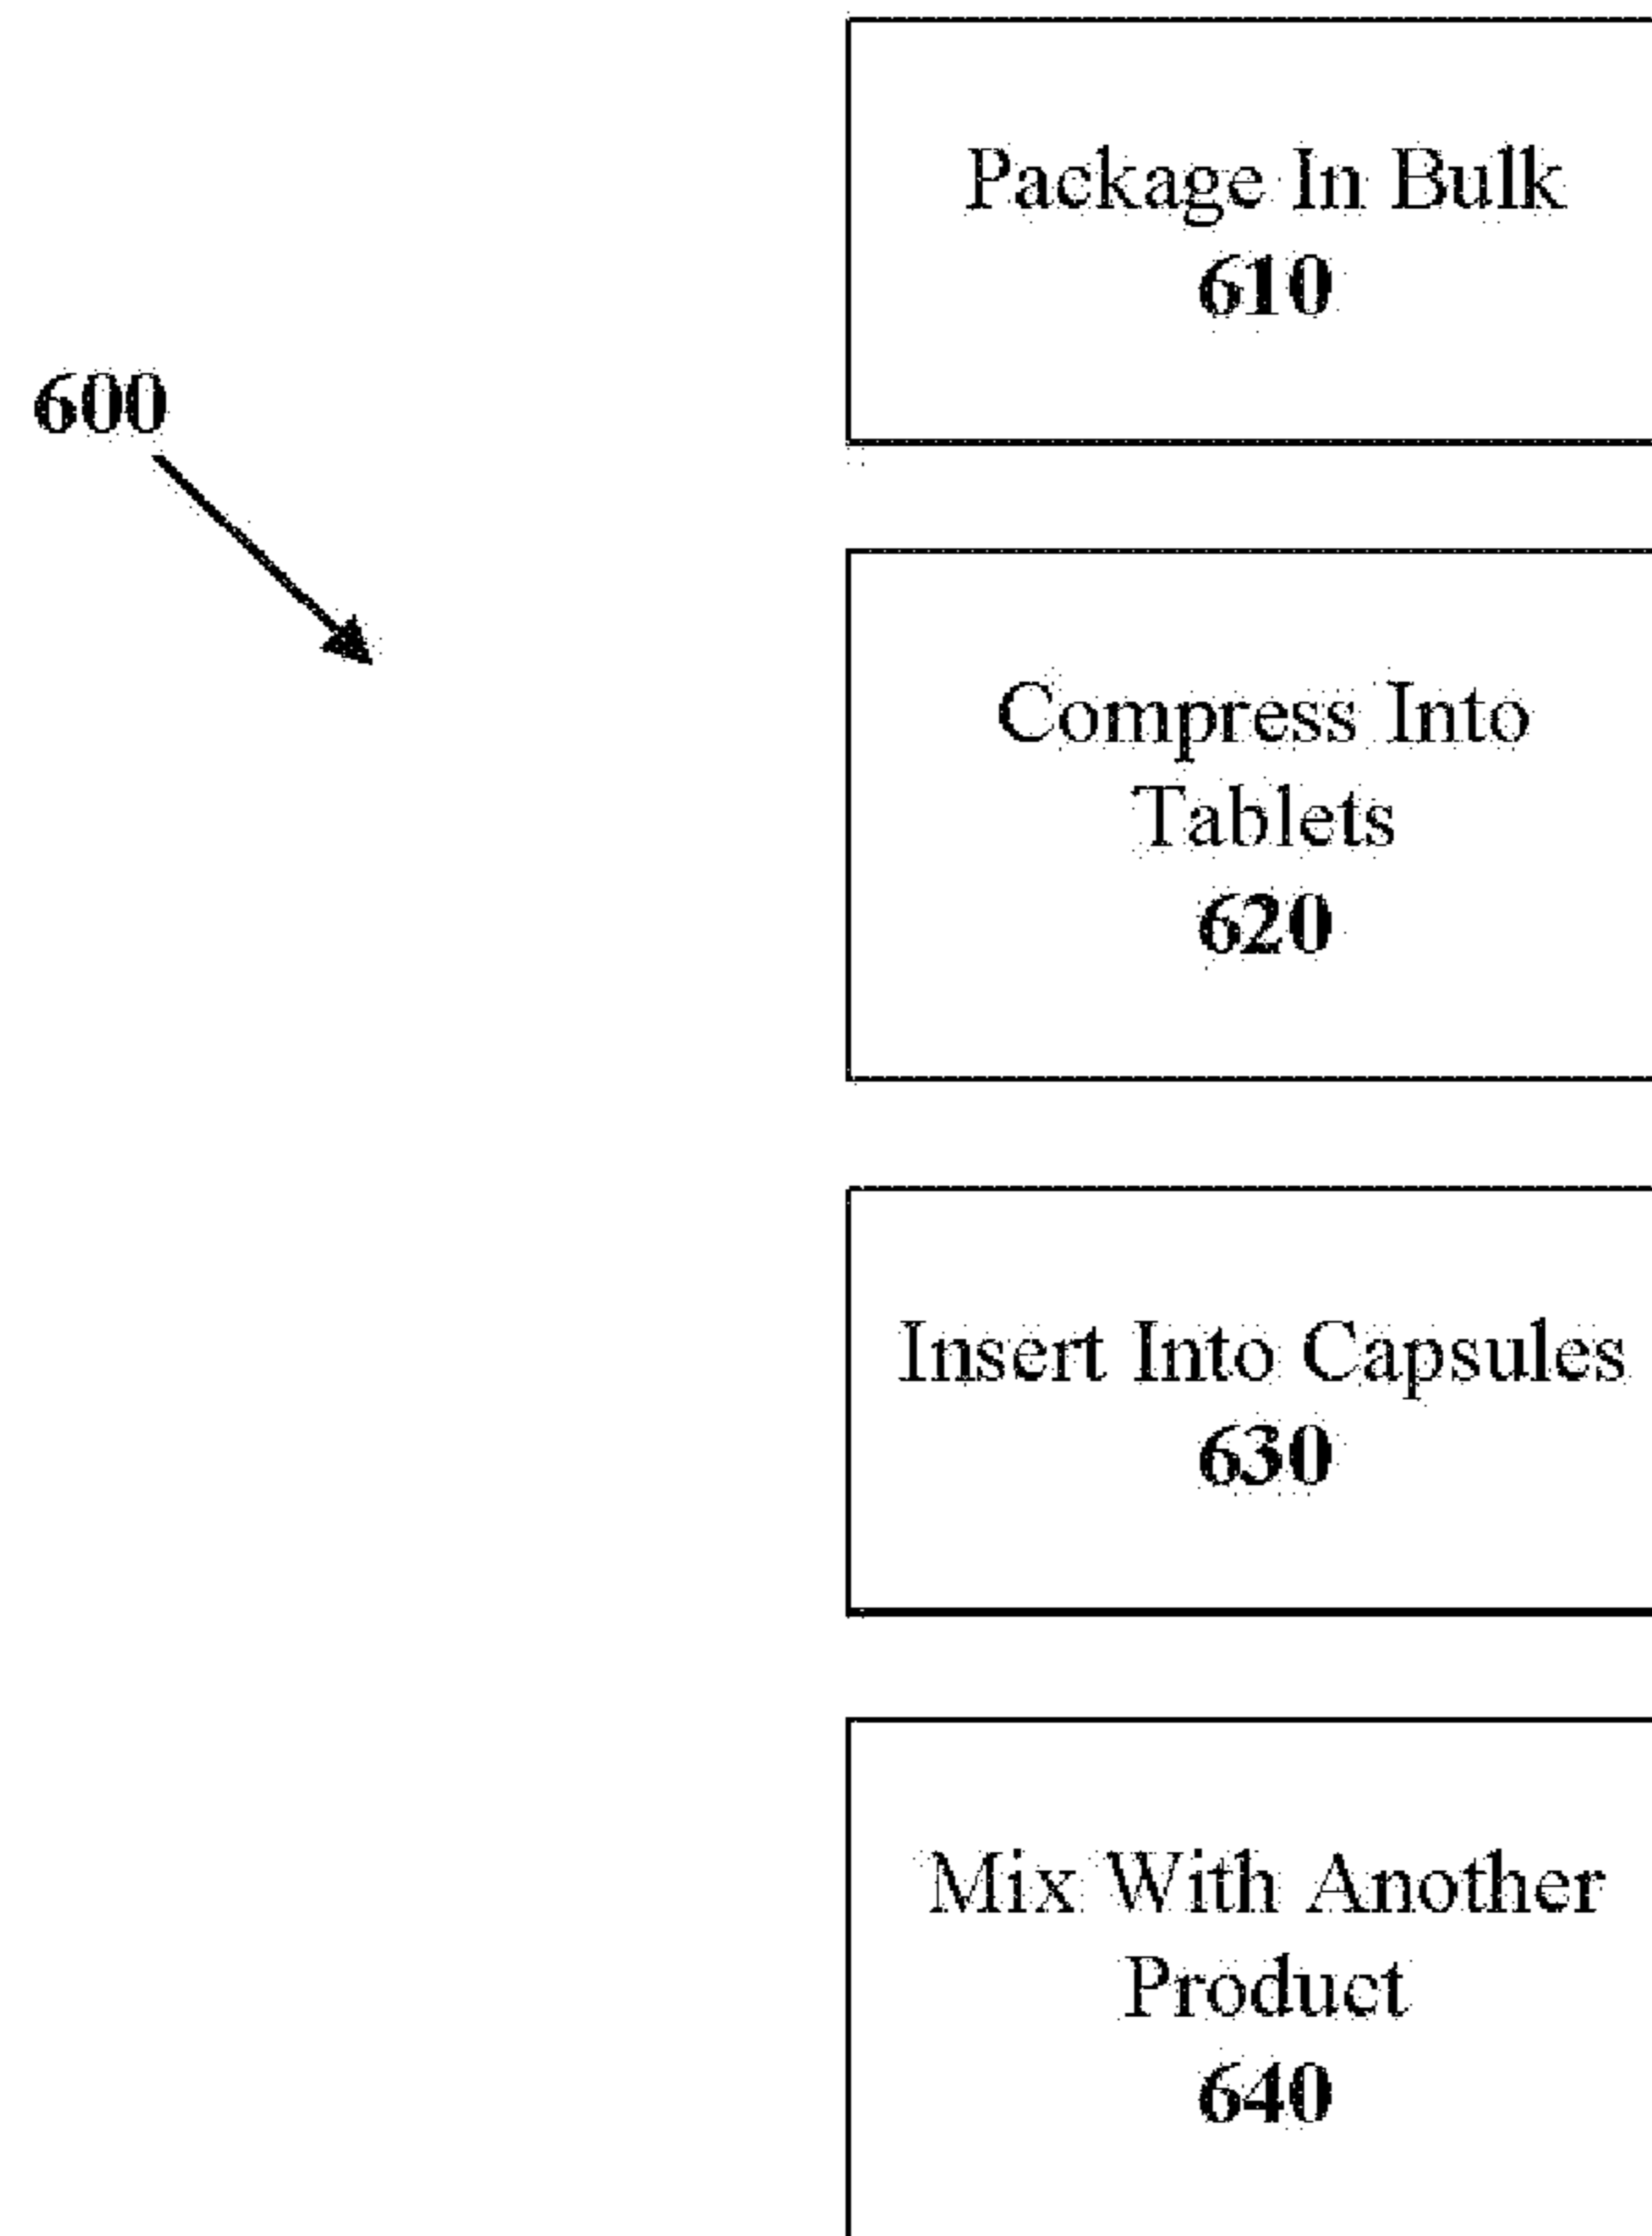 Package In Bulk
610
600
Compress Into
Tablets
620
Insert Into Capsules
630
Mix With Another
Product
640